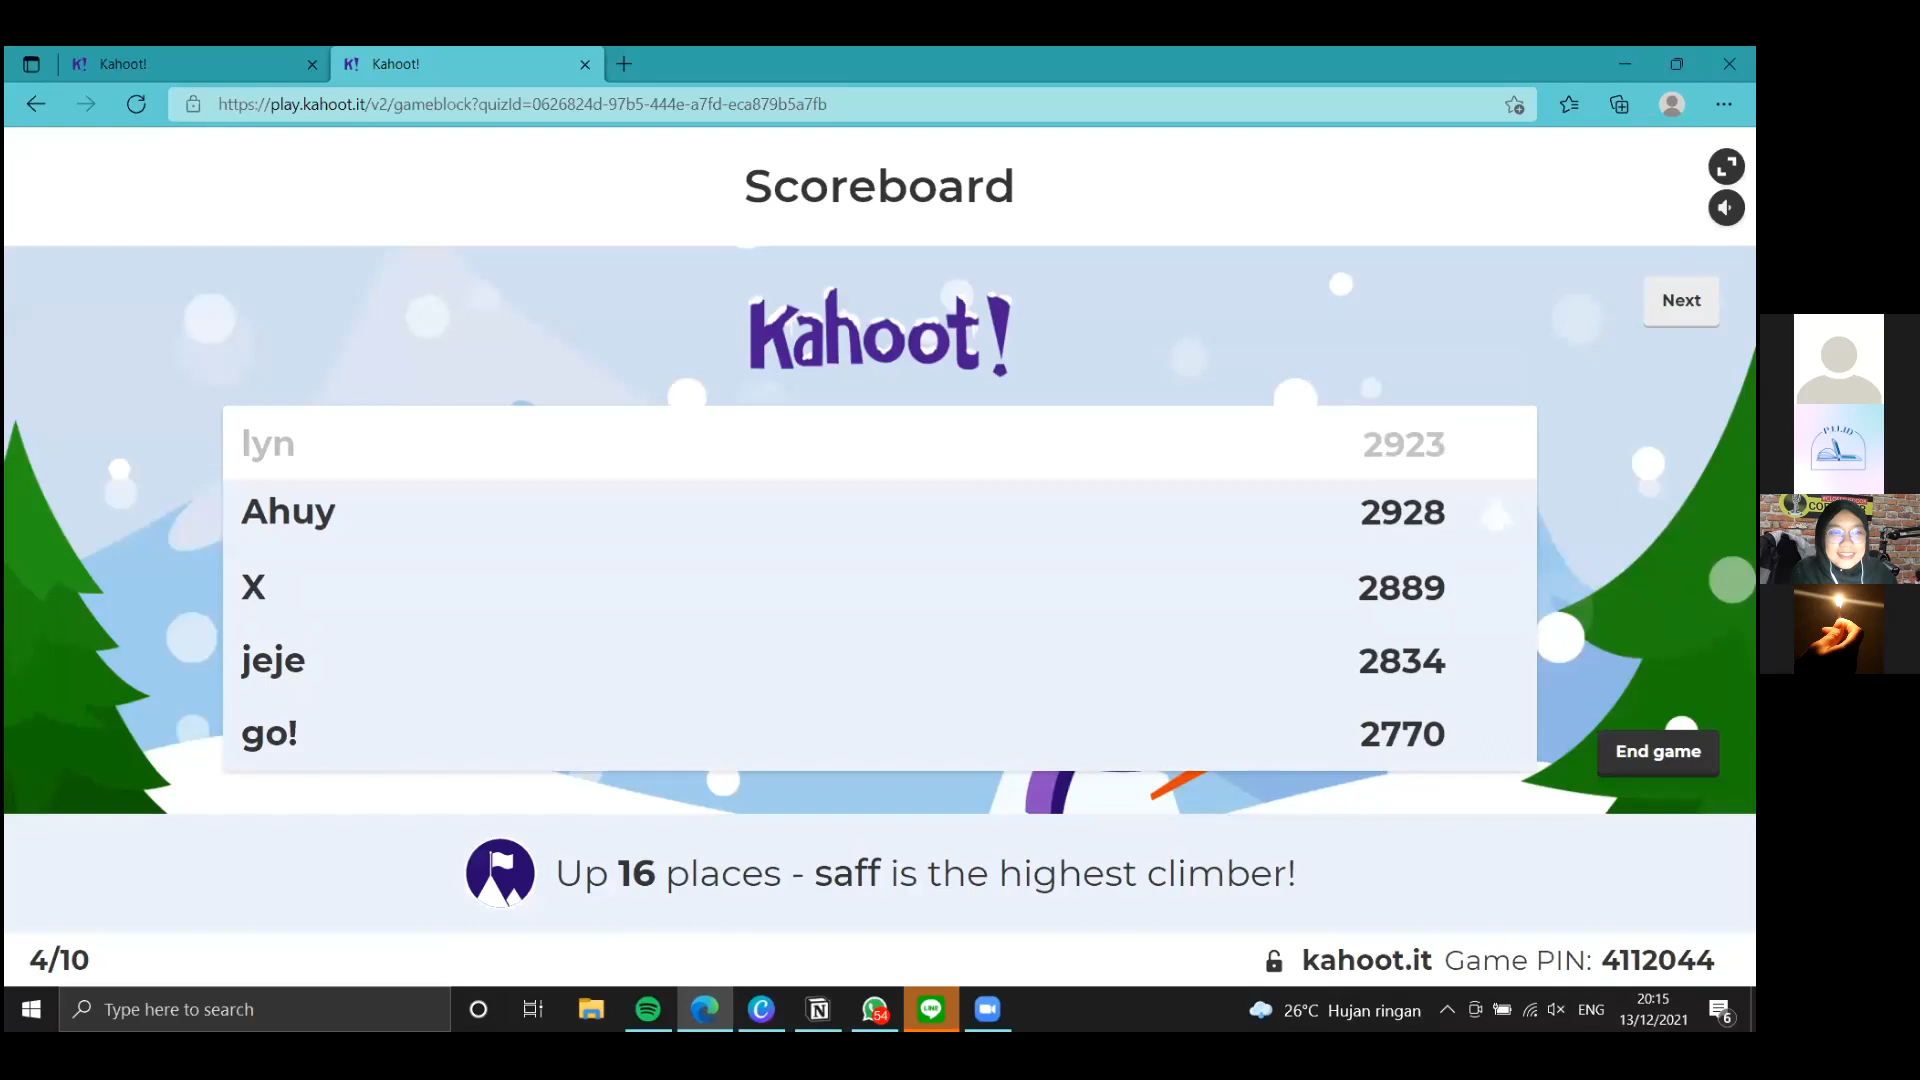 Kahoot!
Kahoot!
https://play.kahoot.it/v2/gameblock?quizId=0626824d-97b5-444e-a7fd-eca879b5a7fb
Scoreboard
Kahoot!
Next
lyn 2923
Ahuy 2928
X 2889
jeje 2834
go! 2770
End game
Up 16 places - saff is the highest climber!
4/10
kahoot.it Game PIN: 4112044
Type here to search
54
26°C Hujan ringan
ENG
20:15
13/12/2021
6